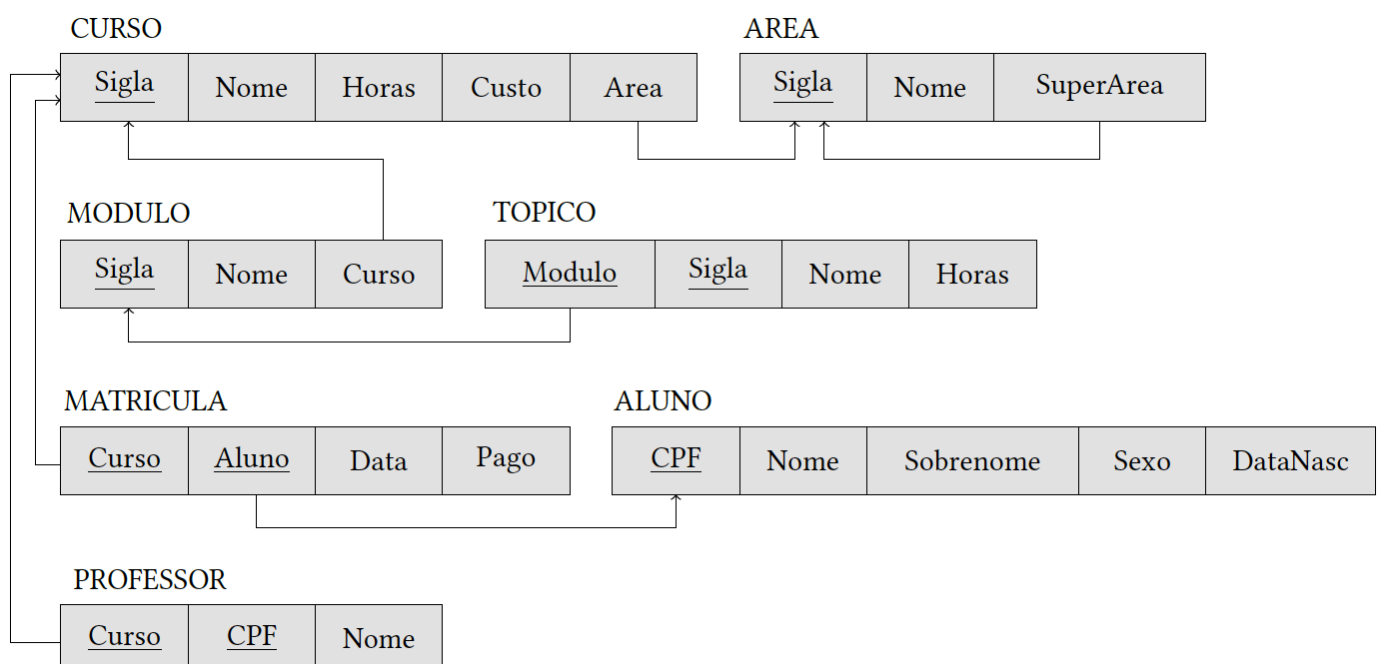 CURSO
AREA
Sigla Nome Horas Custo Area
Sigla Nome SuperArea
MODULO
TOPICO
Sigla Nome Curso
Modulo Sigla Nome Horas
MATRICULA
ALUNO
Curso Aluno Data Pago
CPF Nome Sobrenome Sexo DataNasc
PROFESSOR
Curso CPF Nome